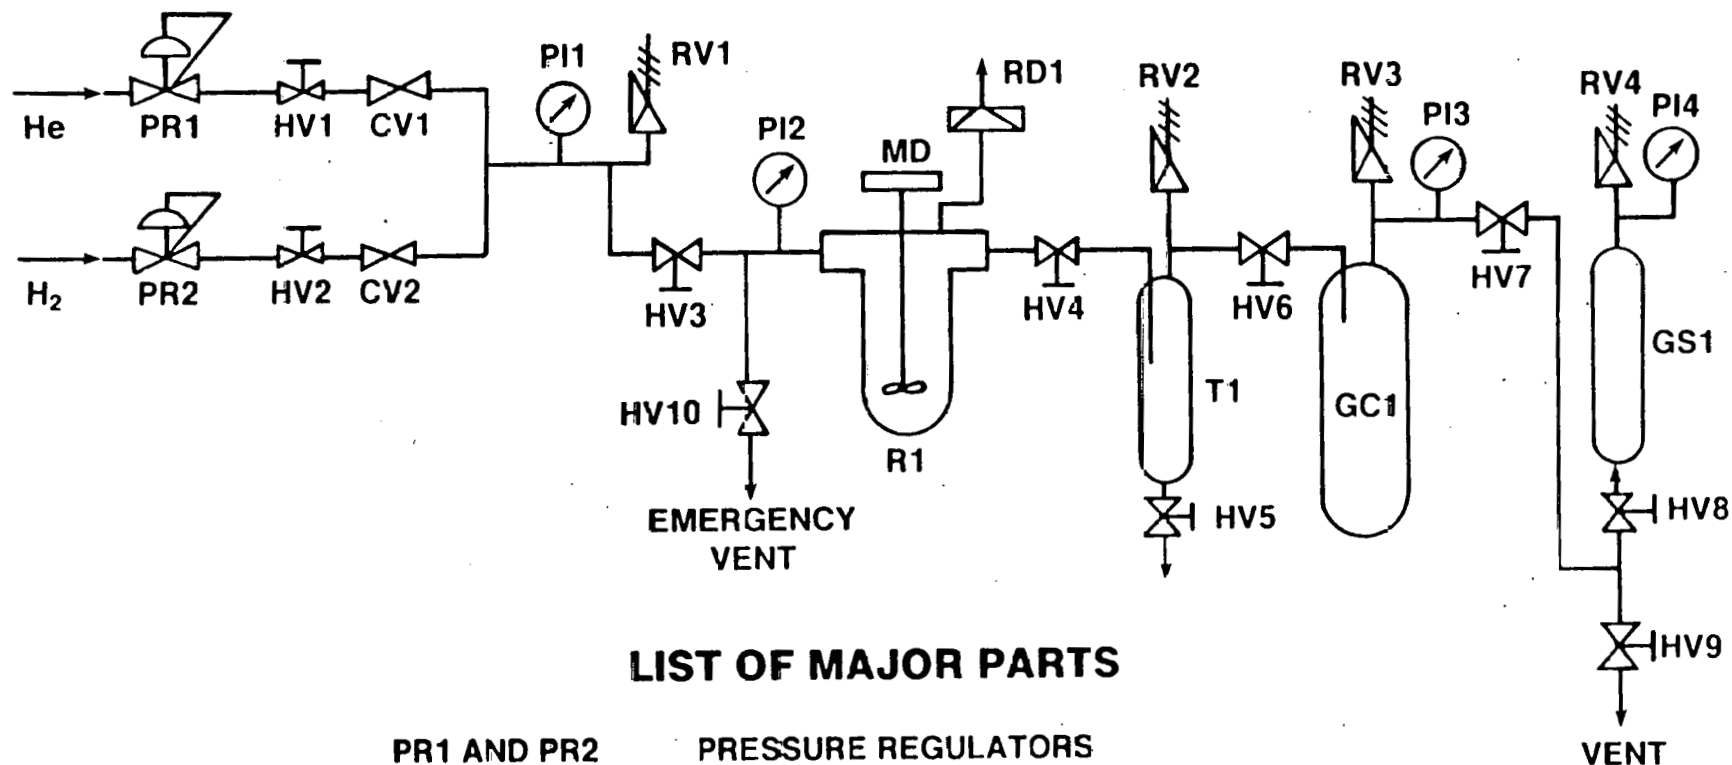 He
PR1
HV1
CV1
H2
PR2
HV2
CV2
PI1
RV1
HV3
PI2
MD
RD1
HV10
EMERGENCY
VENT
R1
HV4
RV2
T1
HV5
HV6
RV3
PI3
GC1
HV7
RV4
PI4
GS1
HV8
HV9
VENT
LIST OF MAJOR PARTS
PR1 AND PR2 PRESSURE REGULATORS